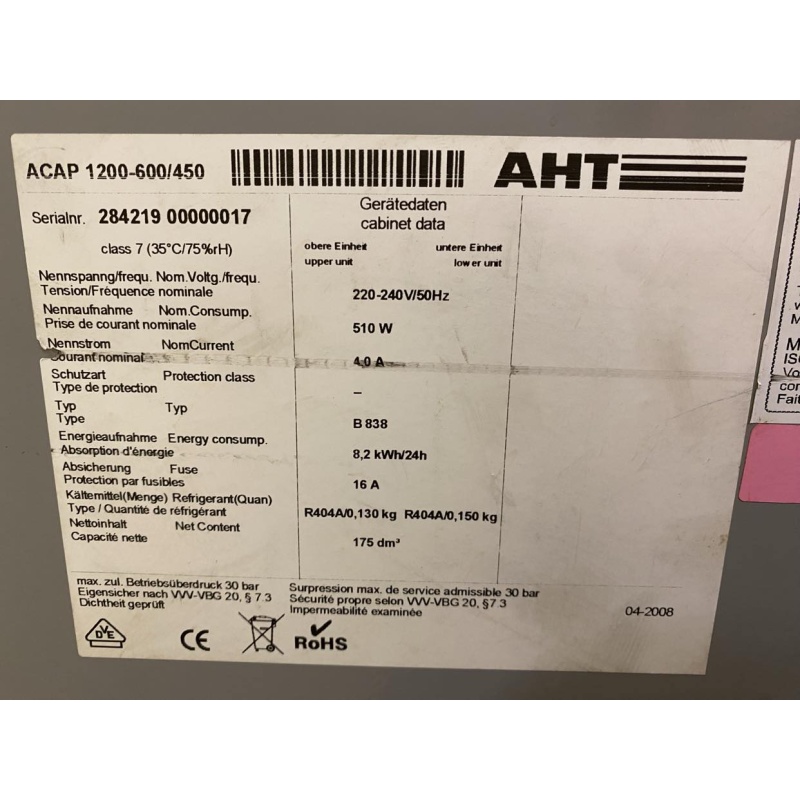 ACAP 1200-600/450
AHT
Serialnr. 284219 00000017
Gerätedaten
cabinet data
class 7 (35°C/75%rH)
obere Einheit untere Einheit
upper unit lower unit
Nennspanng/frequ. Nom.Voltg./frequ.
Tension/Fréquence nominale
220-240V/50Hz
Nennaufnahme Nom.Consump.
Prise de courant nominale
510 W
Nennstrom NomCurrent
Courant nominal
4,0 A
Schutzart Protection class
Type de protection
–
Typ Typ
Type
B 838
Energieaufnahme Energy consump.
Absorption d'énergie
8,2 kWh/24h
Absicherung Fuse
Protection par fusibles
16 A
Kältemittel(Menge) Refrigerant(Quan)
Type / Quantité de réfrigérant
R404A/0,130 kg R404A/0,150 kg
Nettoinhalt Net Content
Capacité nette
175 dm³
max. zul. Betriebsüberdruck 30 bar
Eigensicher nach VVV-VBG 20, § 7.3
Dichtheit geprüft
Surpression max. de service admissible 30 bar
Sécurité propre selon VVV-VBG 20, §7.3
Impermeabilité examinée
04-2008
DVE
CE
RoHS